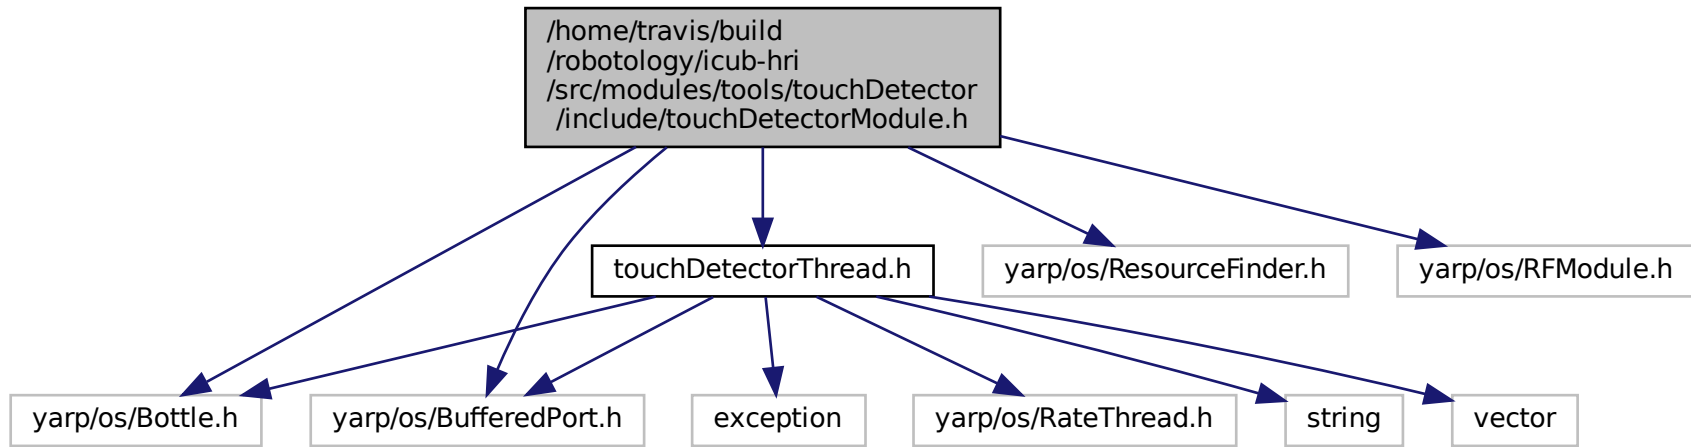 /home/travis/build
/robotology/icub-hri
/src/modules/tools/touchDetector
/include/touchDetectorModule.h
touchDetectorThread.h
yarp/os/ResourceFinder.h
yarp/os/RFModule.h
yarp/os/Bottle.h
yarp/os/BufferedPort.h
exception
yarp/os/RateThread.h
string
vector